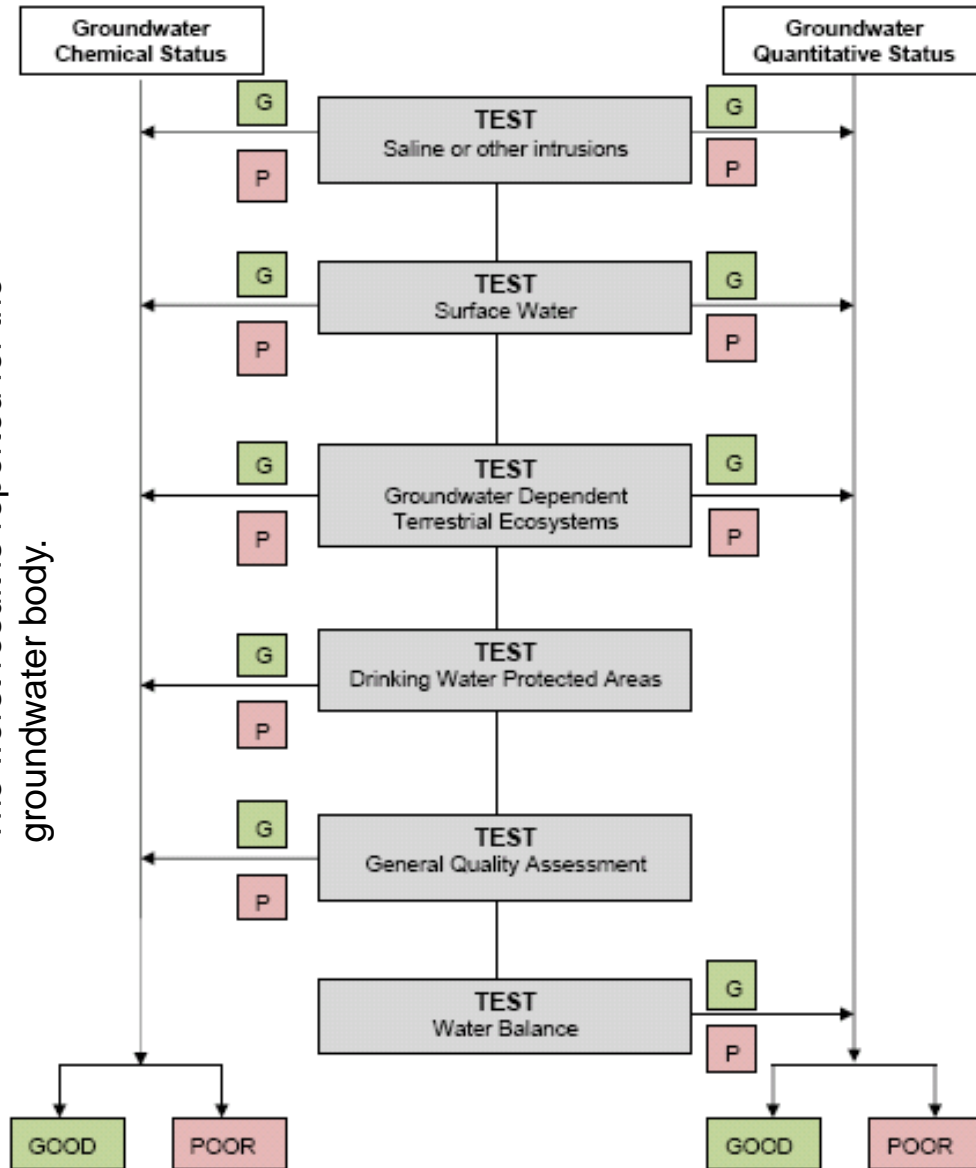 Groundwater
Chemical Status
Groundwater
Quantitative Status
G
P
TEST
Saline or other intrusions
G
P
G
P
TEST
Surface Water
G
P
G
P
TEST
Groundwater Dependent
Terrestrial Ecosystems
G
P
G
P
TEST
Drinking Water Protected Areas
G
P
TEST
General Quality Assessment
TEST
Water Balance
G
P
GOOD
POOR
GOOD
POOR
groundwater body.